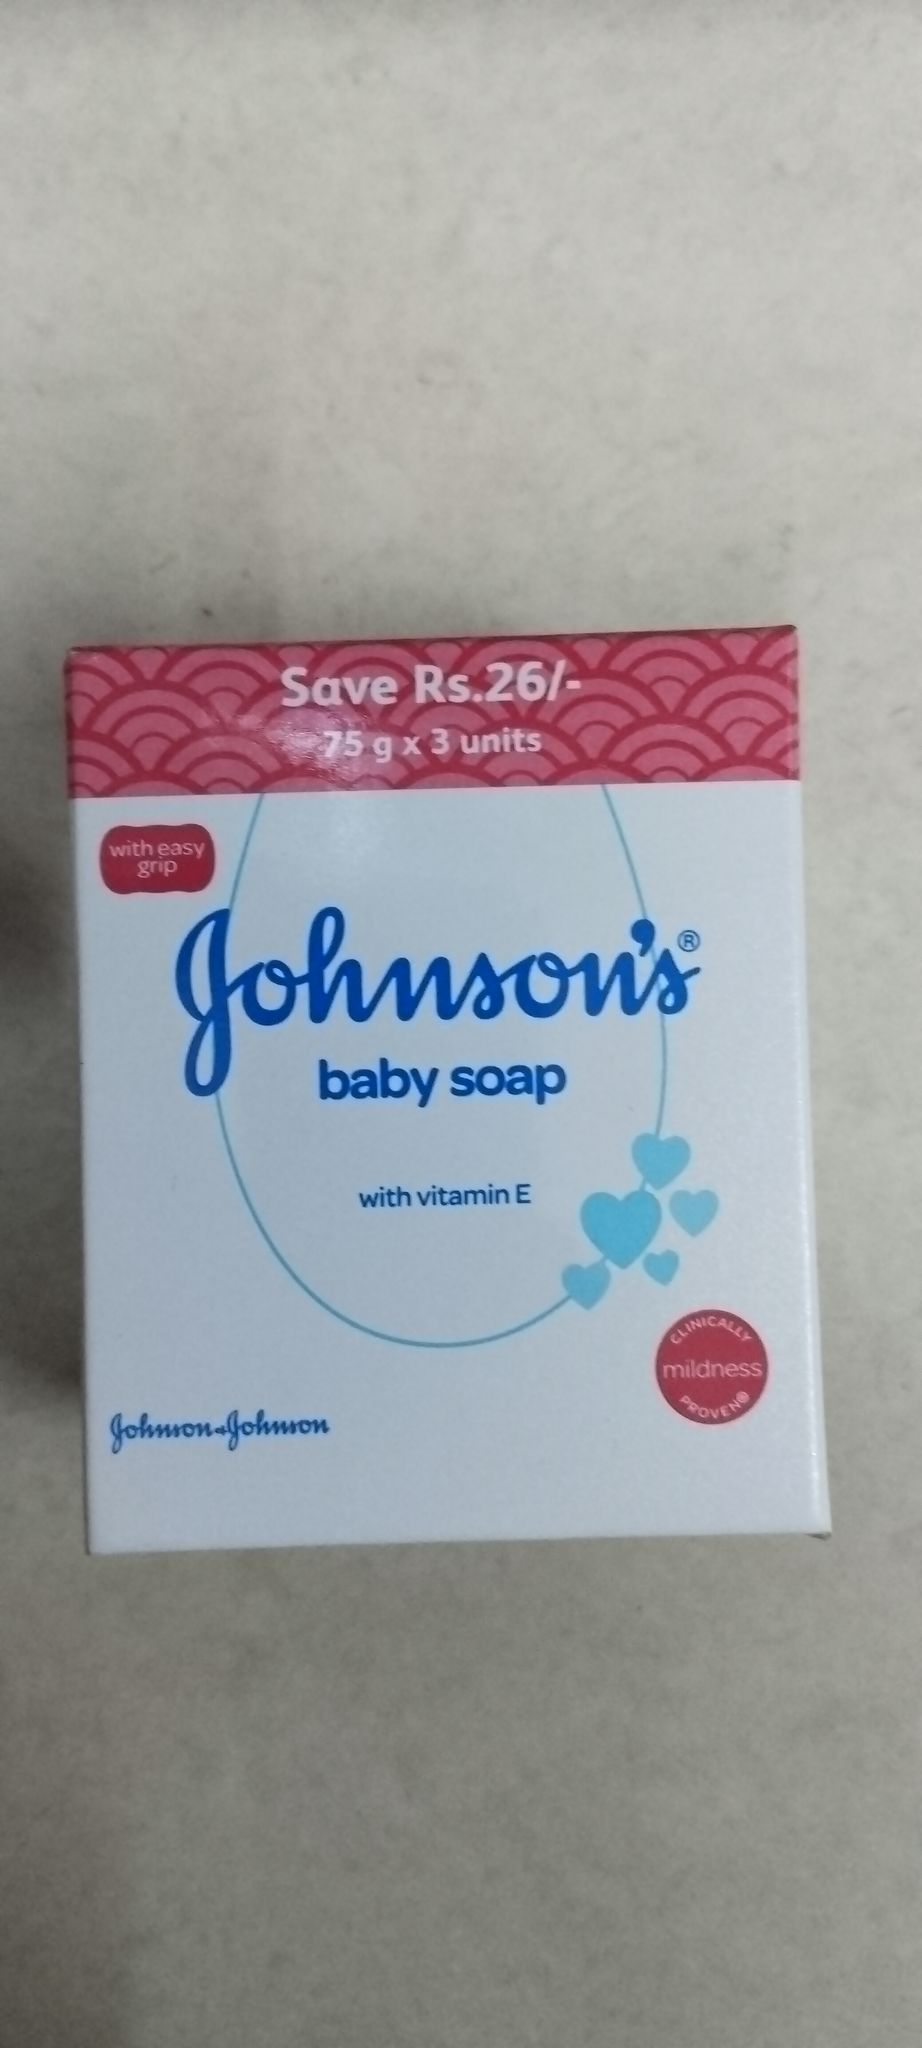 Save Rs.26/-
75 g x 3 units
with easy
grip
Johnson's®
baby soap
with vitamin E
CLINICALLY
mildness
PROVEN®
Johnson & Johnson